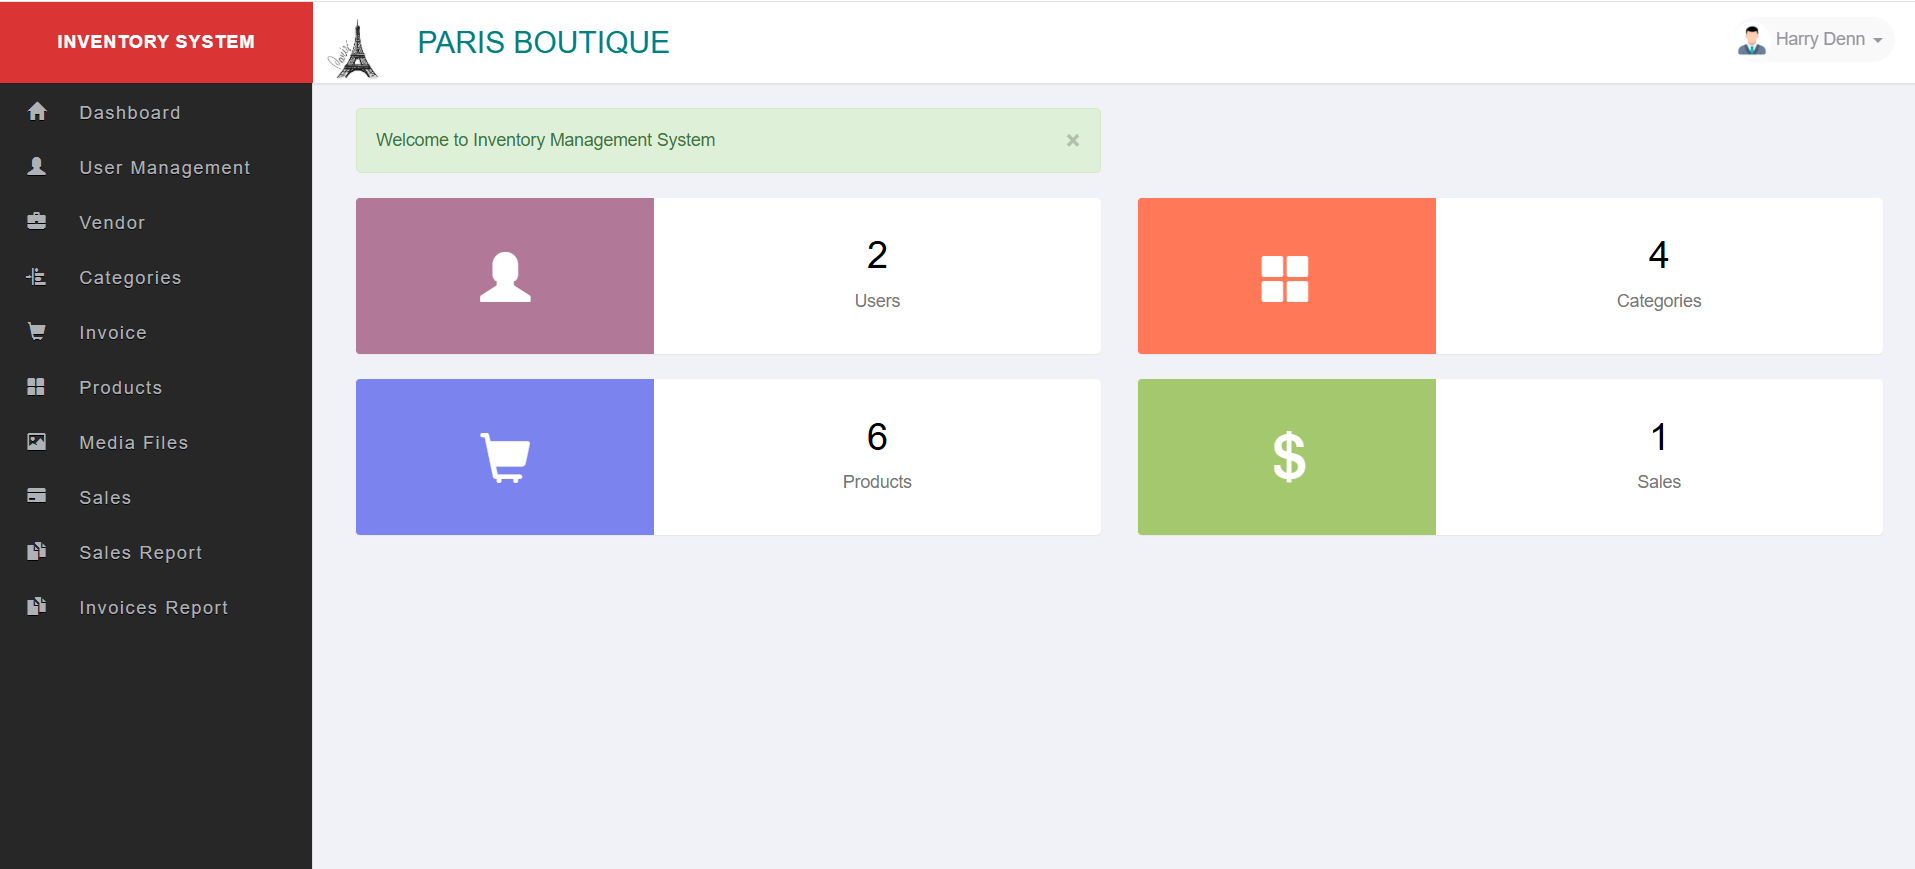 INVENTORY SYSTEM
PARIS BOUTIQUE
Harry Denn
Dashboard
User Management
Vendor
Categories
Invoice
Products
Media Files
Sales
Sales Report
Invoices Report
Welcome to Inventory Management System ×
2
Users
4
Categories
6
Products
$
1
Sales